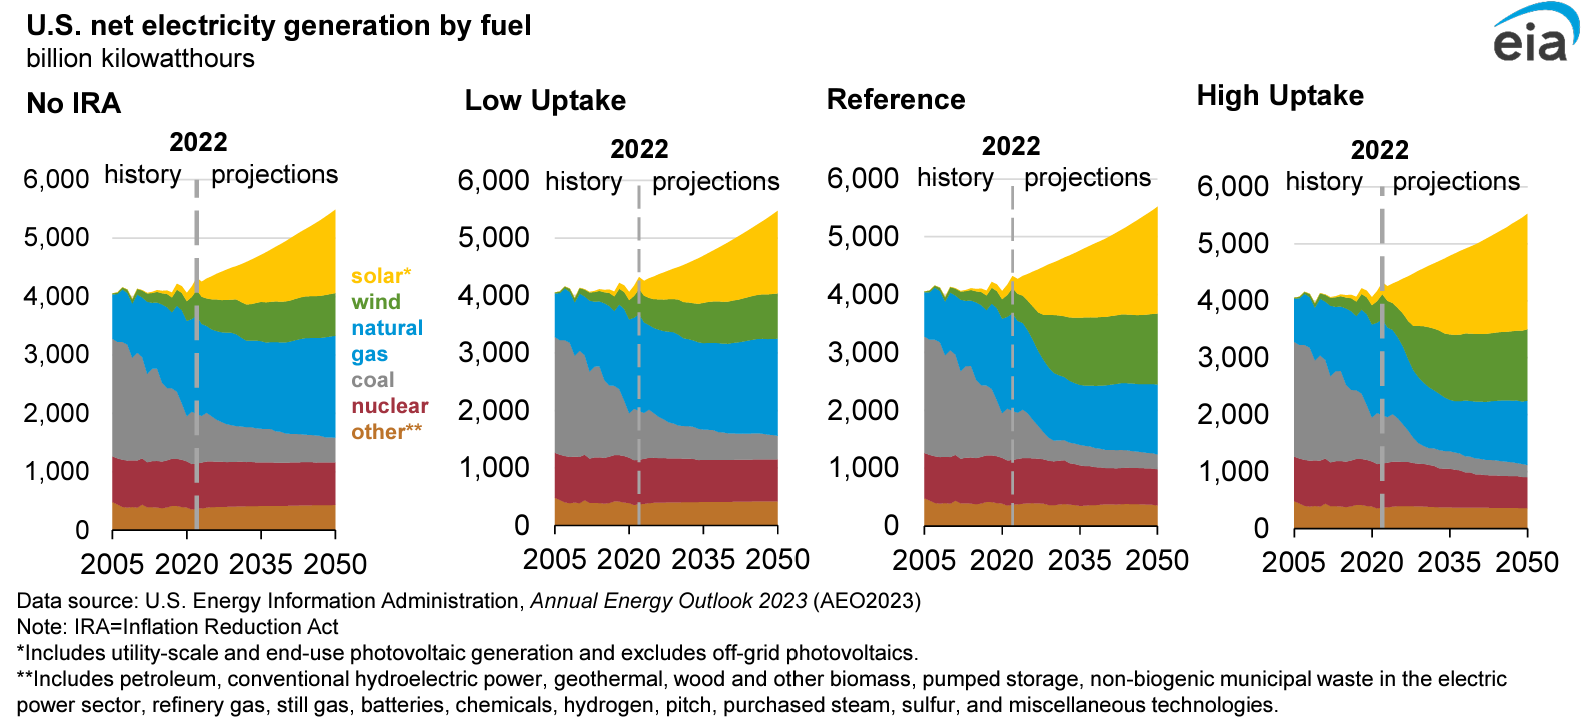 U.S. net electricity generation by fuel
billion kilowatthours
eia
No IRA
2022
history projections
6,000
5,000
4,000
3,000
2,000
1,000
0
2005 2020 2035 2050
solar*
wind
natural
gas
coal
nuclear
other**
Low Uptake
2022
history projections
6,000
5,000
4,000
3,000
2,000
1,000
0
2005 2020 2035 2050
Reference
2022
history projections
6,000
5,000
4,000
3,000
2,000
1,000
0
2005 2020 2035 2050
High Uptake
2022
history projections
6,000
5,000
4,000
3,000
2,000
1,000
0
2005 2020 2035 2050
Data source: U.S. Energy Information Administration, Annual Energy Outlook 2023 (AEO2023)
Note: IRA=Inflation Reduction Act
*Includes utility-scale and end-use photovoltaic generation and excludes off-grid photovoltaics.
**Includes petroleum, conventional hydroelectric power, geothermal, wood and other biomass, pumped storage, non-biogenic municipal waste in the electric
power sector, refinery gas, still gas, batteries, chemicals, hydrogen, pitch, purchased steam, sulfur, and miscellaneous technologies.